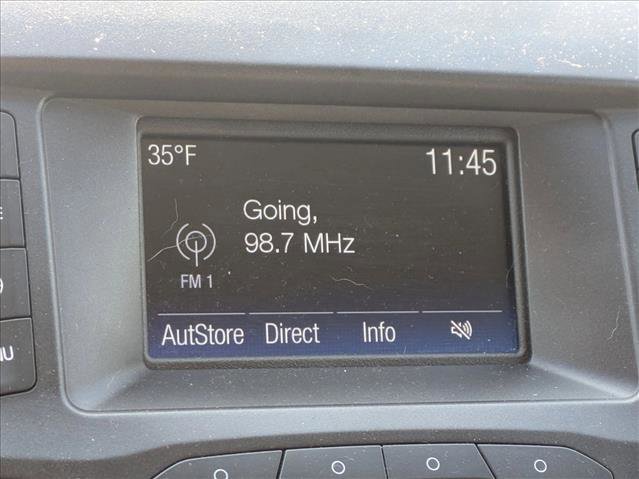 35°F
11:45
Going,
98.7 MHz
FM 1
AutStore Direct Info